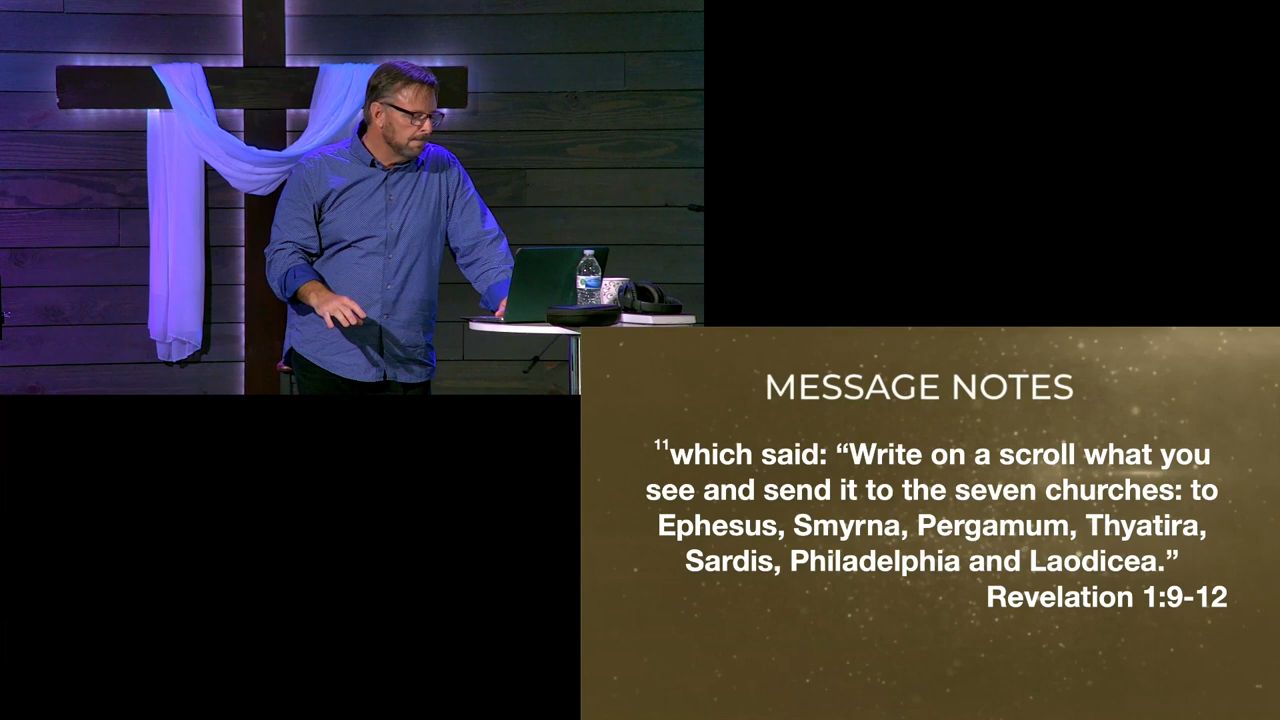 MESSAGE NOTES
¹¹which said: “Write on a scroll what you
see and send it to the seven churches: to
Ephesus, Smyrna, Pergamum, Thyatira,
Sardis, Philadelphia and Laodicea.”
Revelation 1:9-12